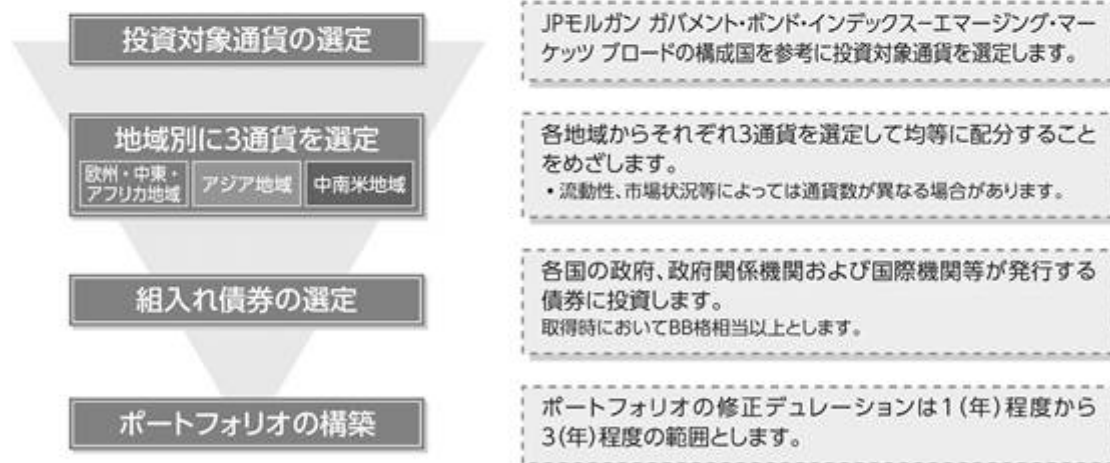 投資対象通貨の選定
JPモルガン ガバメント・ボンド・インデックス−エマージング・マー
ケッツ ブロードの構成国を参考に投資対象通貨を選定します。
地域別に3通貨を選定
欧州・中東・
アフリカ地域
アジア地域
中南米地域
各地域からそれぞれ3通貨を選定して均等に配分すること
をめざします。
・流動性、市場状況等によっては通貨数が異なる場合があります。
組入れ債券の選定
各国の政府、政府関係機関および国際機関等が発行する
債券に投資します。
取得時においてBB格相当以上とします。
ポートフォリオの構築
ポートフォリオの修正デュレーションは1(年)程度から
3(年)程度の範囲とします。